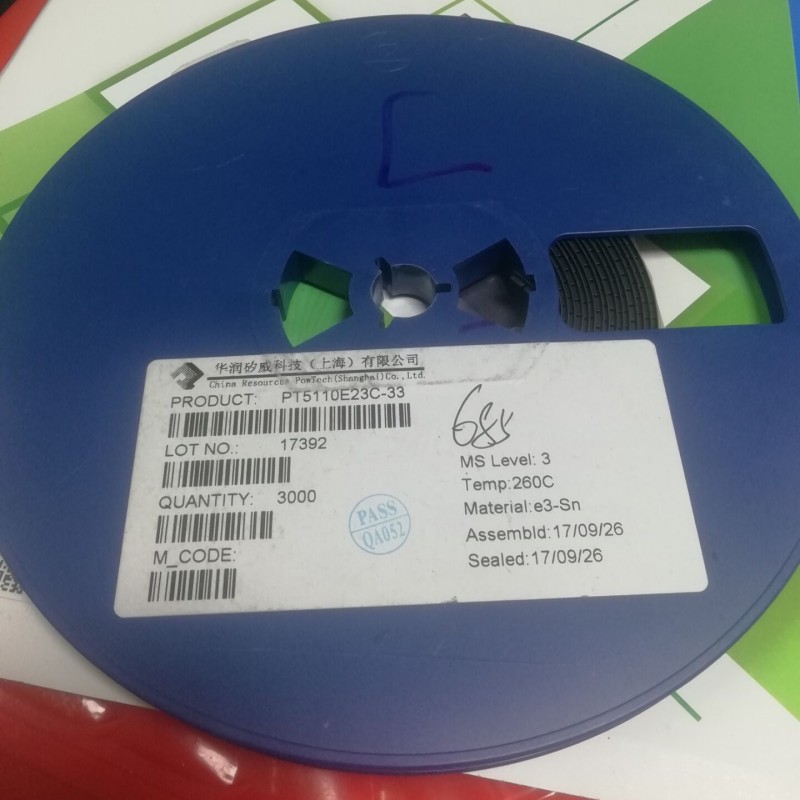 华润矽威科技（上海）有限公司
China Resources PowTech(Shanghai)Co.,Ltd.
PRODUCT: PT5110E23C-33
LOT NO.: 17392
QUANTITY: 3000
M_CODE:
MS Level: 3
Temp:260C
Material:e3-Sn
Assembld:17/09/26
Sealed:17/09/26
PASS
QA052